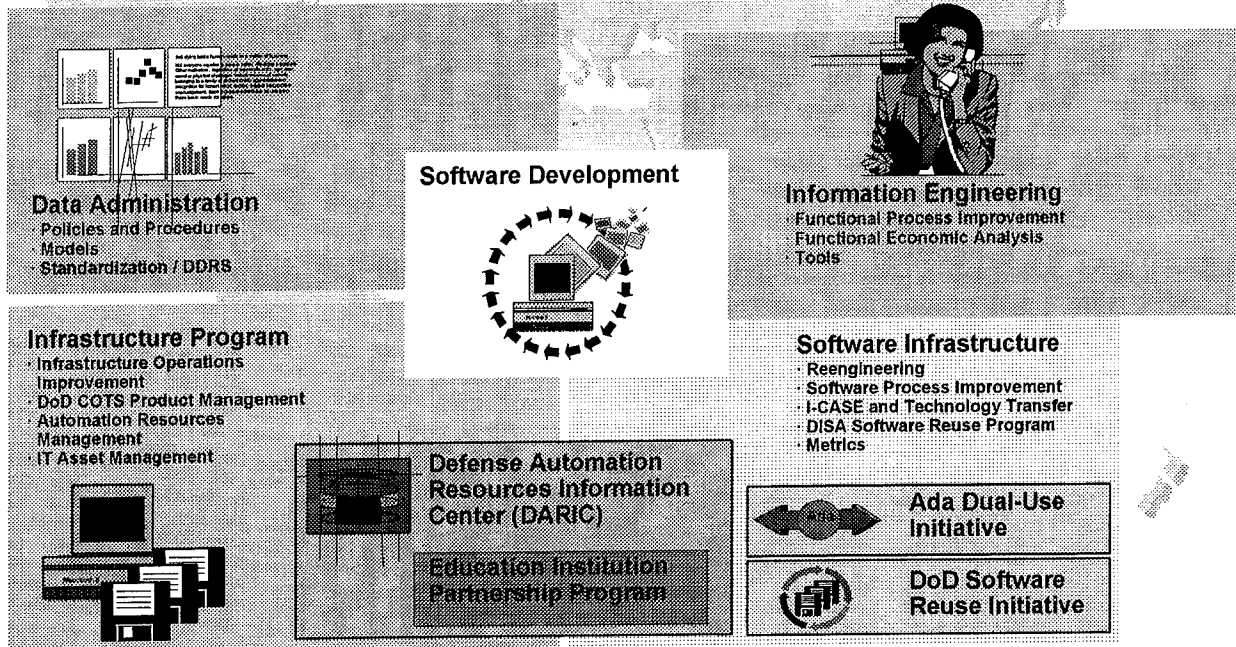 Data Administration
· Policies and Procedures
· Models
· Standardization / DDRS
Software Development
Information Engineering
· Functional Process Improvement
Functional Economic Analysis
· Tools
Infrastructure Program
· Infrastructure Operations
Improvement
· DoD COTS Product Management
· Automation Resources
Management
· IT Asset Management
Defense Automation
Resources Information
Center (DARIC)
Education Institution
Partnership Program
Software Infrastructure
· Reengineering
· Software Process Improvement
· I-CASE and Technology Transfer
· DISA Software Reuse Program
· Metrics
Ada
Ada Dual-Use
Initiative
DoD Software
Reuse Initiative